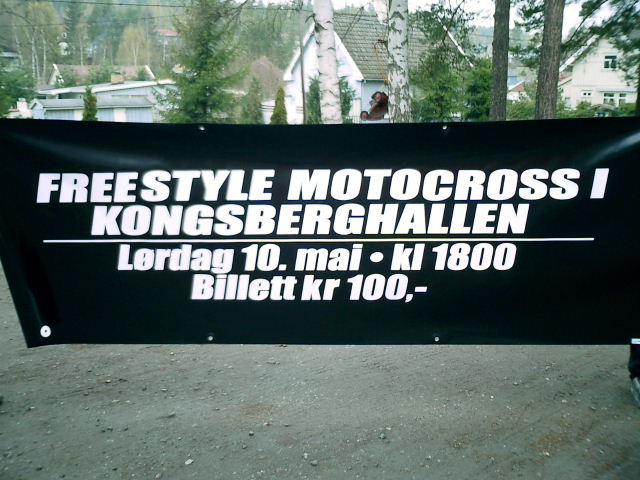 FREESTYLE MOTOCROSS I
KONGSBERGHALLEN
Lørdag 10. mai • kl 1800
Billett kr 100,-